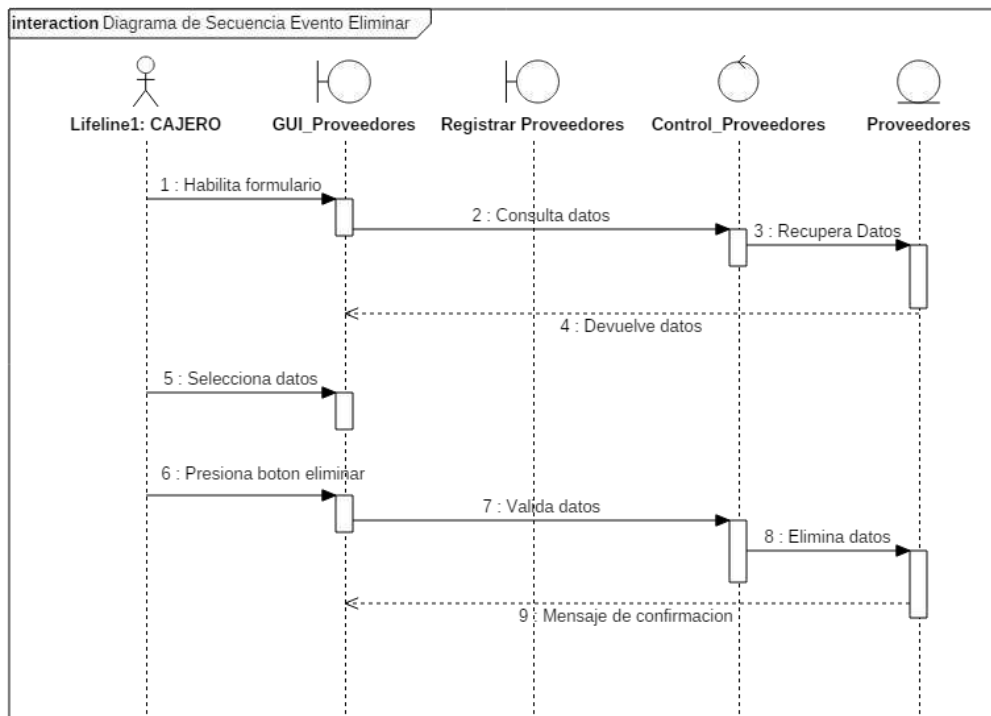 interaction Diagrama de Secuencia Evento Eliminar
Lifeline1: CAJERO
GUI_Proveedores
Registrar Proveedores
Control_Proveedores
Proveedores
1 : Habilita formulario
2 : Consulta datos
3 : Recupera Datos
4 : Devuelve datos
5 : Selecciona datos
6 : Presiona boton eliminar
7 : Valida datos
8 : Elimina datos
9 : Mensaje de confirmacion